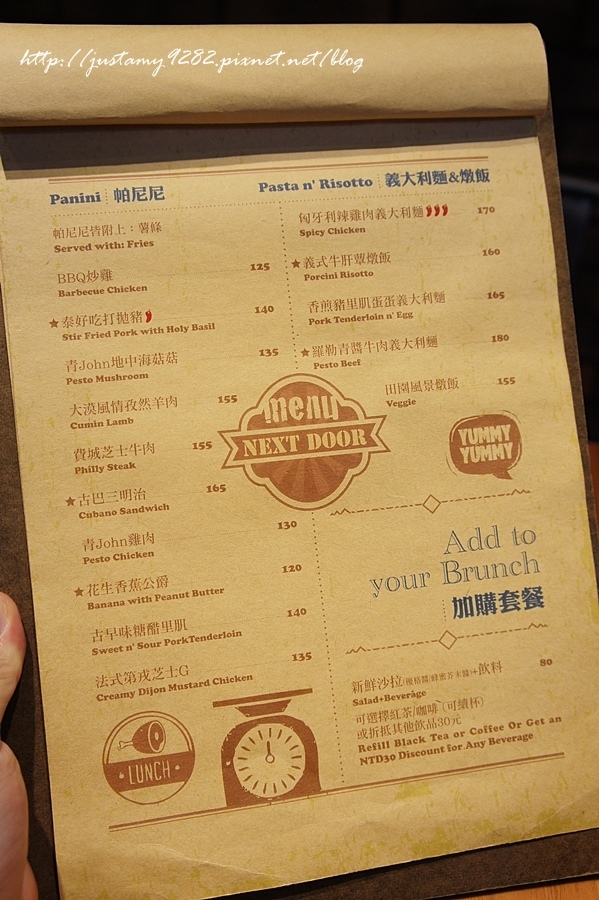 http://justamy9282.pixnet.net/blog
Panini 帕尼尼
帕尼尼皆附上：薯條
Served with: Fries
BBQ炒雞 125
Barbecue Chicken
★泰好吃打拋豬 140
Stir Fried Pork with Holy Basil
青John地中海菇菇 135
Pesto Mushroom
大漠風情孜然羊肉 155
Cumin Lamb
費城芝士牛肉 155
Philly Steak
★古巴三明治 165
Cubano Sandwich
青John雞肉 130
Pesto Chicken
★花生香蕉公爵 120
Banana with Peanut Butter
古早味糖醋里肌 140
Sweet n' Sour PorkTenderloin
法式第戎芝士G 135
Creamy Dijon Mustard Chicken
LUNCH
menu
NEXT DOOR
Pasta n' Risotto 義大利麵&燉飯
匈牙利辣雞肉義大利麵 170
Spicy Chicken
★義式牛肝蕈燉飯 160
Porcini Risotto
香煎豬里肌蛋蛋義大利麵 165
Pork Tenderloin n' Egg
★羅勒青醬牛肉義大利麵 180
Pesto Beef
田園風景燉飯 155
Veggie
YUMMY
YUMMY
Add to
your Brunch
加購套餐
新鮮沙拉(優格醬/蜂蜜芥末醬)+飲料 80
Salad+Beverage
可選擇紅茶/咖啡（可續杯）
或折抵其他飲品30元
Refill Black Tea or Coffee Or Get an
NTD30 Discount for Any Beverage